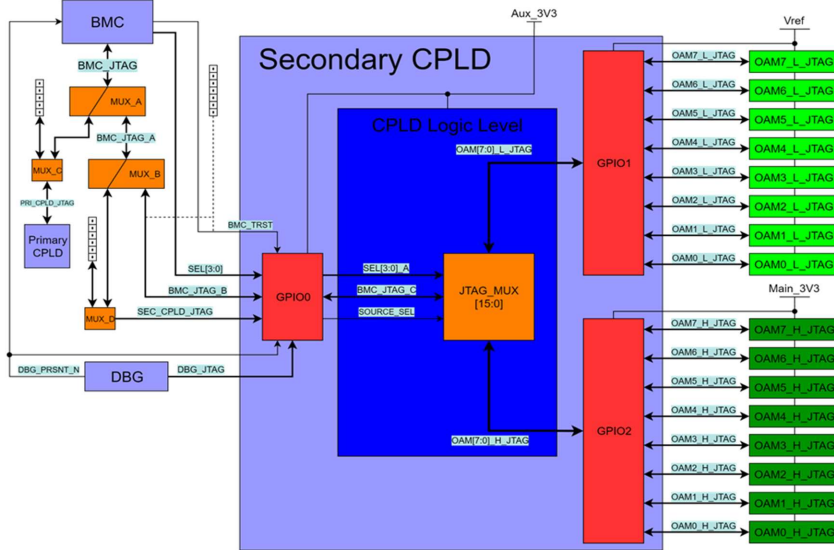 Aux_3V3
Vref
BMC
Secondary CPLD
OAM7_L_JTAG
OAM7_L_JTAG
BMC_JTAG
OAM6_L_JTAG
OAM6_L_JTAG
MUX_A
CPLD Logic Level
OAM5_L_JTAG
OAM5_L_JTAG
BMC_JTAG_A
OAM[7:0]_L_JTAG
GPIO1
OAM4_L_JTAG
OAM4_L_JTAG
MUX_C
MUX_B
OAM3_L_JTAG
OAM3_L_JTAG
PRI_CPLD_JTAG
OAM2_L_JTAG
OAM2_L_JTAG
BMC_TRST
OAM1_L_JTAG
OAM1_L_JTAG
Primary
CPLD
OAM0_L_JTAG
OAM0_L_JTAG
SEL[3:0]
SEL[3:0]_A
JTAG_MUX
[15:0]
BMC_JTAG_B
GPIO0
BMC_JTAG_C
Main_3V3
MUX_D
SEC_CPLD_JTAG
SOURCE_SEL
OAM7_H_JTAG
OAM7_H_JTAG
OAM6_H_JTAG
OAM6_H_JTAG
DBG_PRSNT_N
DBG
DBG_JTAG
OAM5_H_JTAG
OAM5_H_JTAG
OAM4_H_JTAG
OAM4_H_JTAG
GPIO2
OAM[7:0]_H_JTAG
OAM3_H_JTAG
OAM3_H_JTAG
OAM2_H_JTAG
OAM2_H_JTAG
OAM1_H_JTAG
OAM1_H_JTAG
OAM0_H_JTAG
OAM0_H_JTAG